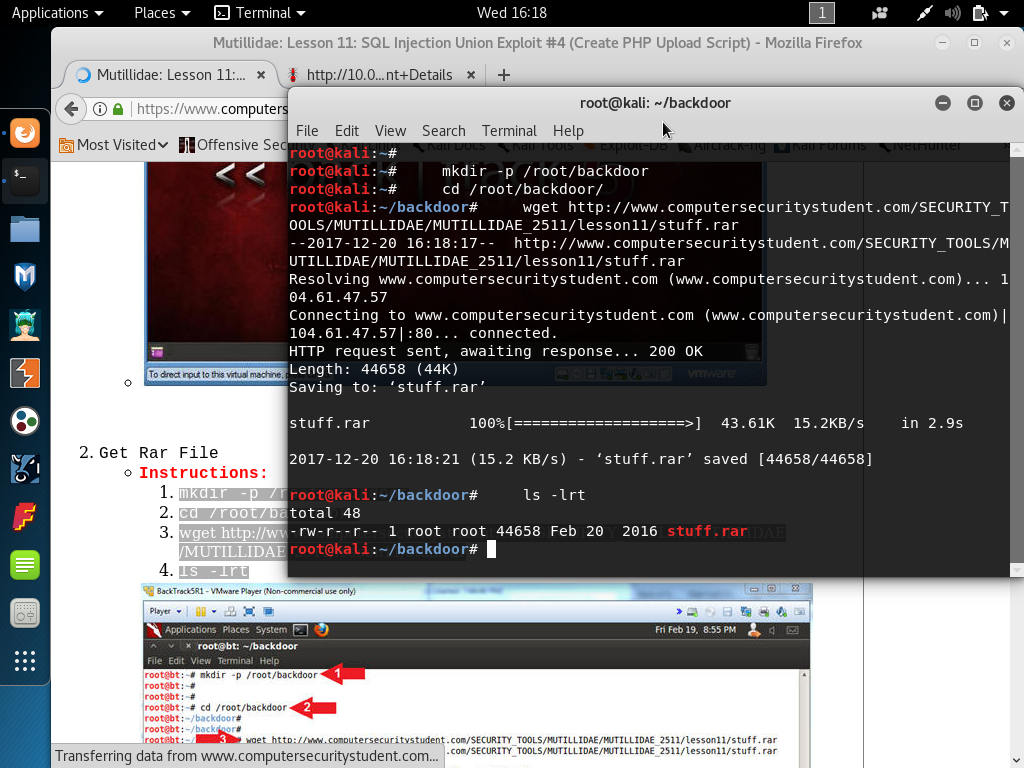 Applications Places Terminal Wed 16:18 1
Mutillidae: Lesson 11: SQL Injection Union Exploit #4 (Create PHP Upload Script) - Mozilla Firefox
Mutillidae: Lesson 11:... http://10.0...nt+Details
https://www.computers
Most Visited Offensive Sec
root@kali: ~/backdoor
File Edit View Search Terminal Help
root@kali:~#
root@kali:~# mkdir -p /root/backdoor
root@kali:~# cd /root/backdoor/
root@kali:~/backdoor# wget http://www.computersecuritystudent.com/SECURITY_T
OOLS/MUTILLIDAE/MUTILLIDAE_2511/lesson11/stuff.rar
--2017-12-20 16:18:17-- http://www.computersecuritystudent.com/SECURITY_TOOLS/M
UTILLIDAE/MUTILLIDAE_2511/lesson11/stuff.rar
Resolving www.computersecuritystudent.com (www.computersecuritystudent.com)... 1
04.61.47.57
Connecting to www.computersecuritystudent.com (www.computersecuritystudent.com)|
104.61.47.57|:80... connected.
HTTP request sent, awaiting response... 200 OK
Length: 44658 (44K)
Saving to: ‘stuff.rar’
stuff.rar 100%[===================>] 43.61K 15.2KB/s in 2.9s
2017-12-20 16:18:21 (15.2 KB/s) - ‘stuff.rar’ saved [44658/44658]
root@kali:~/backdoor# ls -lrt
total 48
-rw-r--r-- 1 root root 44658 Feb 20 2016 stuff.rar
root@kali:~/backdoor#
<<
To direct input to this virtual machine,
vmware
2. Get Rar File
Instructions:
1. mkdir -p /r
2. cd /root/ba
3. wget http://ww
/MUTILLIDAE
4. ls -lrt
BackTrack5R1 - VMware Player (Non-commercial use only)
Player
Applications Places System Fri Feb 19, 8:55 PM
root@bt: ~/backdoor
File Edit View Terminal Help
root@bt:~# mkdir -p /root/backdoor 1
root@bt:~#
root@bt:~#
root@bt:~# cd /root/backdoor 2
root@bt:~/backdoor#
root@bt:~/backdoor#
root@bt:~/ 3 # wget http://www.computersecuritystudent.com/SECURITY_TOOLS/MUTILLIDAE/MUTILLIDAE_2511/lesson11/stuff.rar
.com/SECURITY_TOOLS/MUTILLIDAE/MUTILLIDAE_2511/lesson11/stuff.rar
Transferring data from www.computersecuritystudent.com...